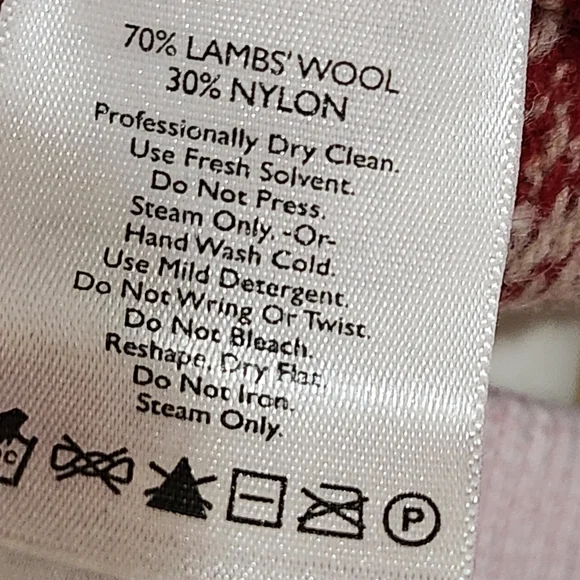 70% LAMBS' WOOL
30% NYLON
Professionally Dry Clean.
Use Fresh Solvent.
Do Not Press.
Steam Only. -Or-
Hand Wash Cold.
Use Mild Detergent.
Do Not Wring Or Twist.
Do Not Bleach.
Reshape, Dry Flat.
Do Not Iron.
Steam Only.
P